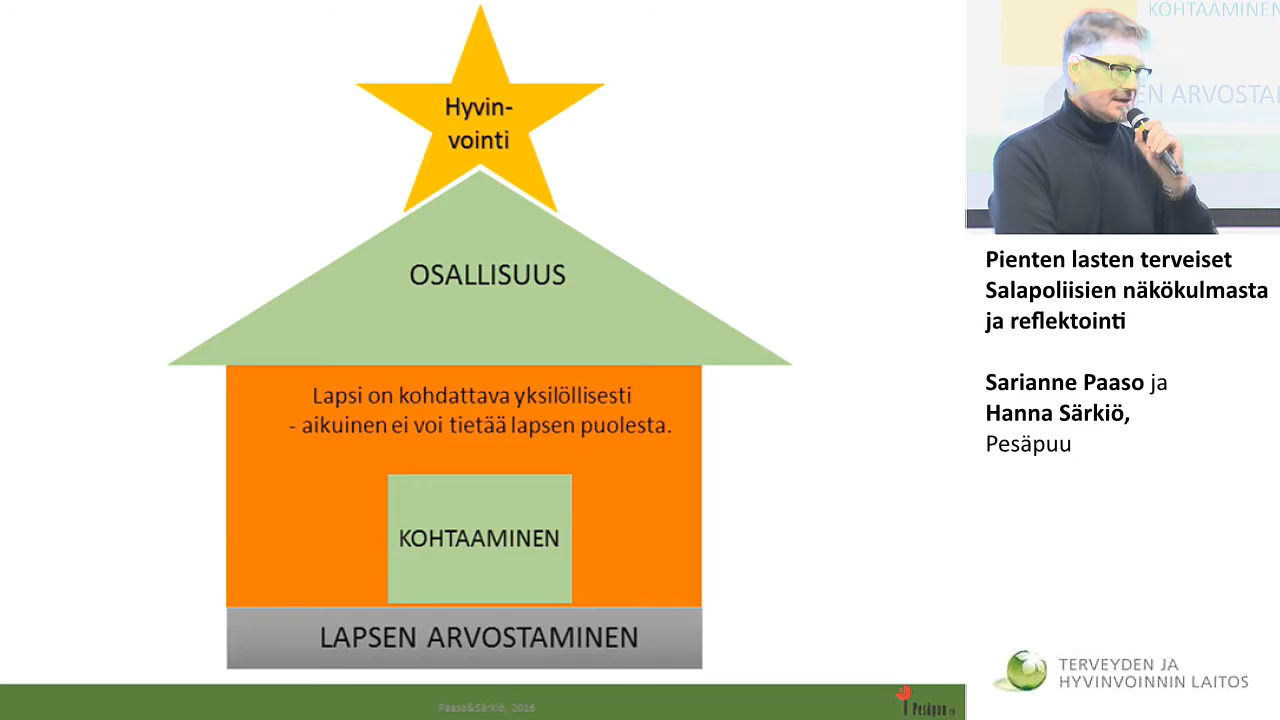 Hyvin-
vointi
OSALLISUUS
Lapsi on kohdattava yksilöllisesti
- aikuinen ei voi tietää lapsen puolesta.
KOHTAAMINEN
LAPSEN ARVOSTAMINEN
Paaso&Särkiö, 2016
Pesäpuu ry
KOHTAAMINEN
EN ARVOSTA
Pienten lasten terveiset
Salapoliisien näkökulmasta
ja reflektointi
Sarianne Paaso ja
Hanna Särkiö,
Pesäpuu
TERVEYDEN JA
HYVINVOINNIN LAITOS